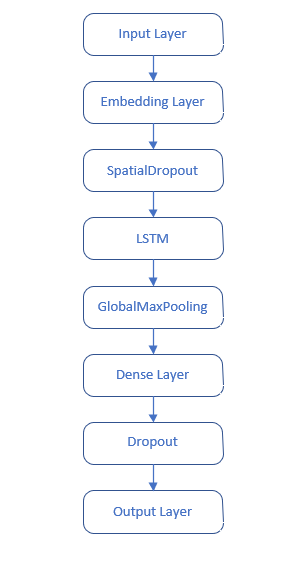 Input Layer
Embedding Layer
SpatialDropout
LSTM
GlobalMaxPooling
Dense Layer
Dropout
Output Layer